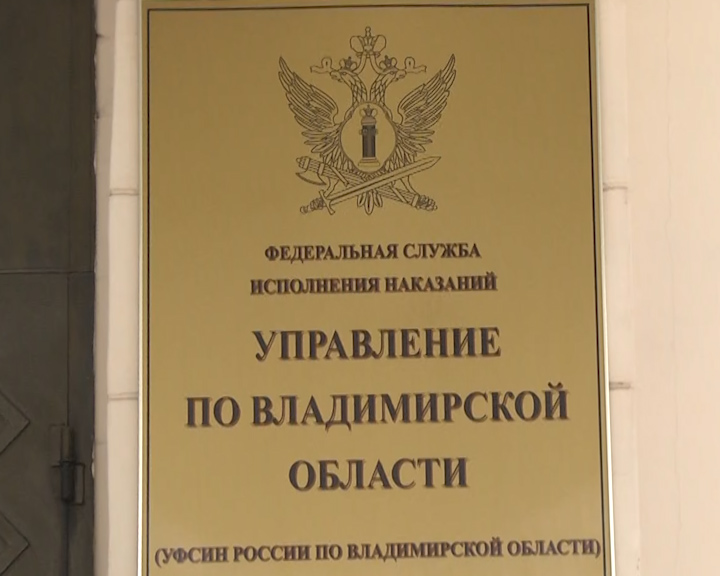 ФЕДЕРАЛЬНАЯ СЛУЖБА
ИСПОЛНЕНИЯ НАКАЗАНИЙ
УПРАВЛЕНИЕ
ПО ВЛАДИМИРСКОЙ
ОБЛАСТИ
(УФСИН РОССИИ ПО ВЛАДИМИРСКОЙ ОБЛАСТИ)